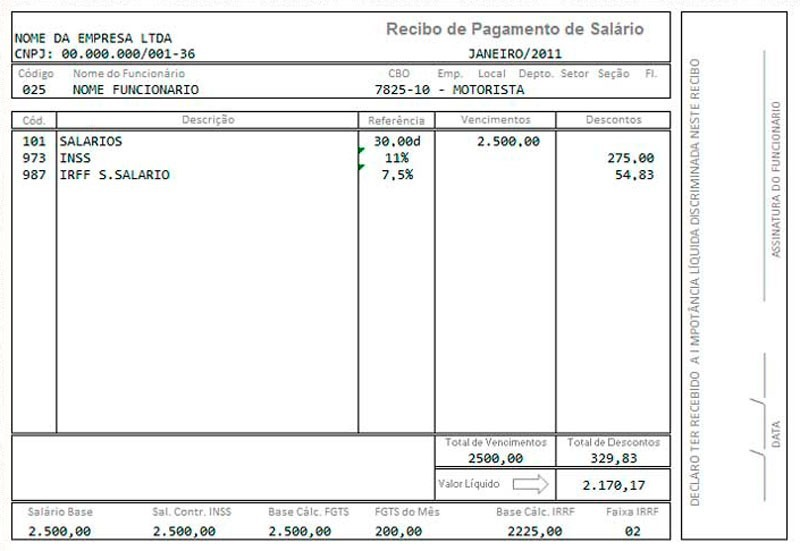 Recibo de Pagamento de Salário
NOME DA EMPRESA LTDA
CNPJ: 00.000.000/001-36 JANEIRO/2011
Código Nome do Funcionário CBO Emp. Local Depto. Setor Seção Fl.
025 NOME FUNCIONARIO 7825-10 - MOTORISTA
Cód. Descrição Referência Vencimentos Descontos
101 SALARIOS 30.00d 2.500,00
973 INSS 11% 275,00
987 IRFF S.SALARIO 7,5% 54,83
Total de Vencimentos Total de Descontos
2500,00 329,83
Valor Líquido 2.170,17
Salário Base Sal. Contr. INSS Base Cálc. FGTS FGTS do Mês Base Cálc. IRRF Faixa IRRF
2.500,00 2.500,00 2.500,00 200,00 2225,00 02
DECLARO TER RECEBIDO A I MPOTÂNCIA LÍQUIDA DISCRIMINADA NESTE RECIBO
ASSINATURA DO FUNCIONARIO
__/__/__
DATA